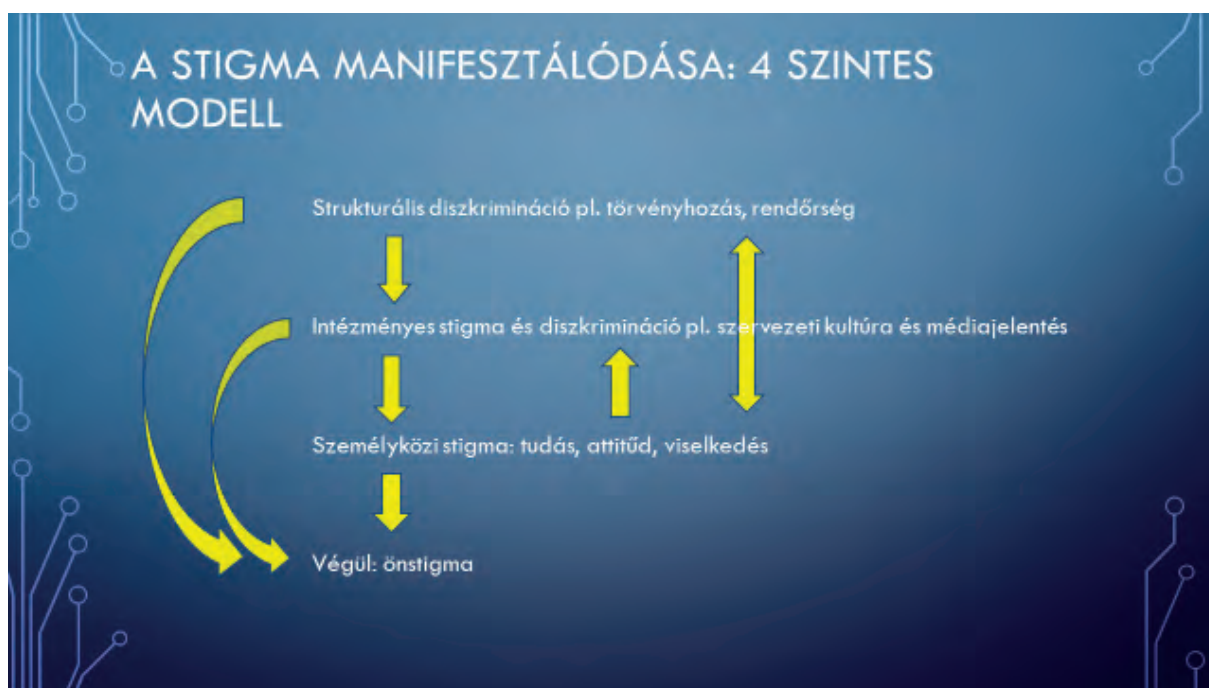 A STIGMA MANIFESZTÁLÓDÁSA: 4 SZINTES
MODELL
Strukturális diszkrimináció pl. törvényhozás, rendőrség
Intézményes stigma és diszkrimináció pl. szervezeti kultúra és médiajelentés
Személyközi stigma: tudás, attitűd, viselkedés
Végül: önstigma